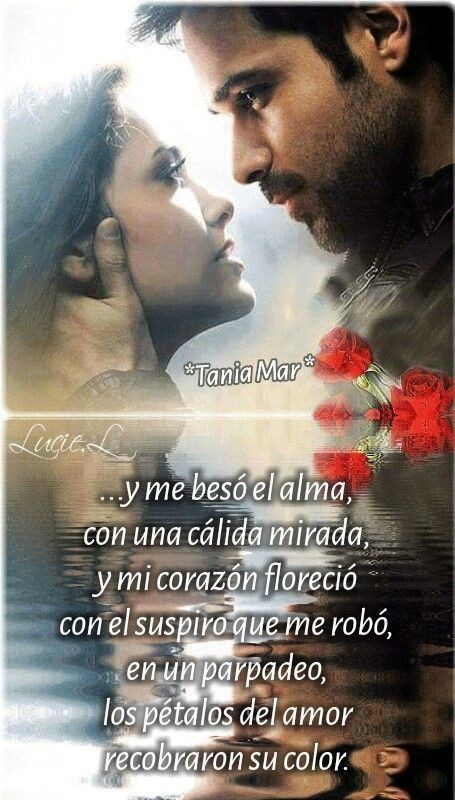 *Tania Mar*
Lucie.L
...y me besó el alma,
con una cálida mirada,
y mi corazón floreció
con el suspiro que me robó,
en un parpadeo,
los pétalos del amor
recobraron su color.